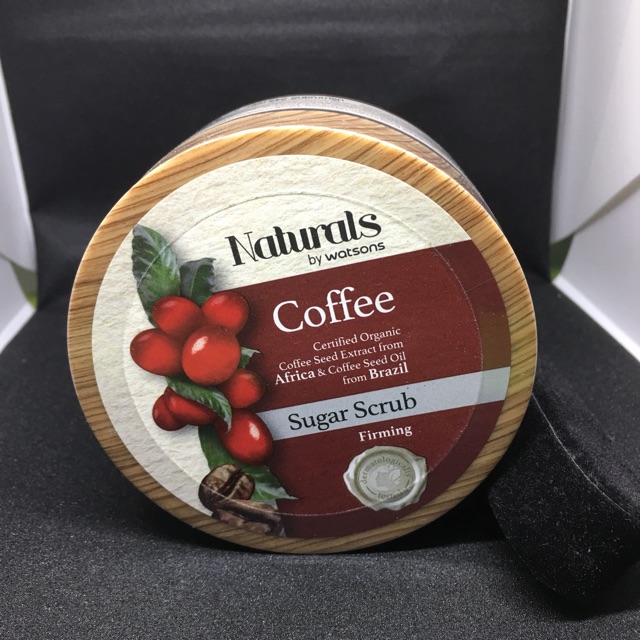 Naturals
by watsons
Coffee
Certified Organic
Coffee Seed Extract from
Africa & Coffee Seed Oil
from Brazil
Sugar Scrub
Firming